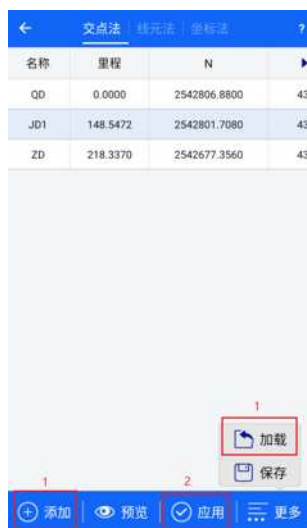 ← 交点法 线元法 坐标法 ?
名称 里程 N
QD 0.0000 2542806.8800 43
JD1 148.5472 2542801.7080 43
ZD 218.3370 2542677.3560 43
1
加载
保存
1 2
添加 预览 应用 更多